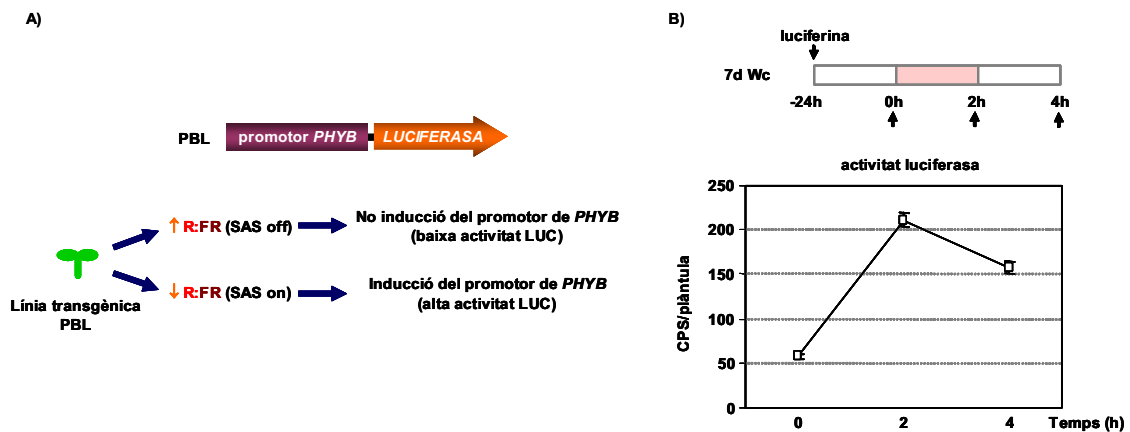 A)
PBL
promotor PHYB
LUCIFERASA
↑ R:FR (SAS off)
No inducció del promotor de PHYB
(baixa activitat LUC)
↓ R:FR (SAS on)
Inducció del promotor de PHYB
(alta activitat LUC)
Línia transgènica
PBL
B)
luciferina
7d Wc
-24h 0h 2h 4h
activitat luciferasa
CPS/plàntula
250
200
150
100
50
0
0 2 4 Temps (h)